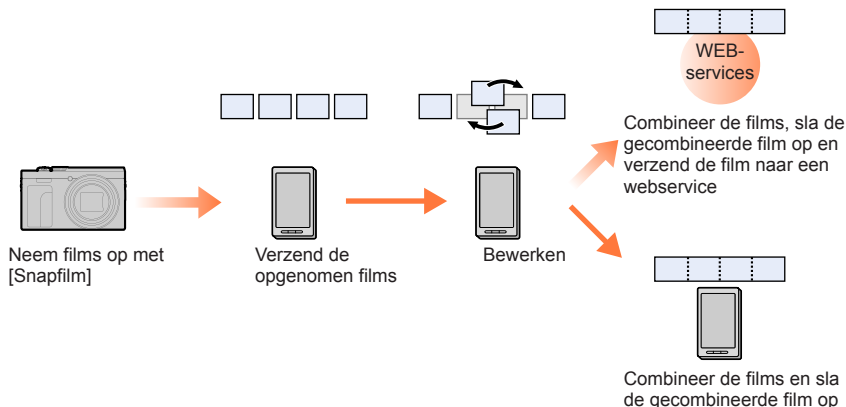 Neem films op met
[Snapfilm]
Verzend de
opgenomen films
Bewerken
WEB-
services
Combineer de films, sla de
gecombineerde film op en
verzend de film naar een
webservice
Combineer de films en sla
de gecombineerde film op